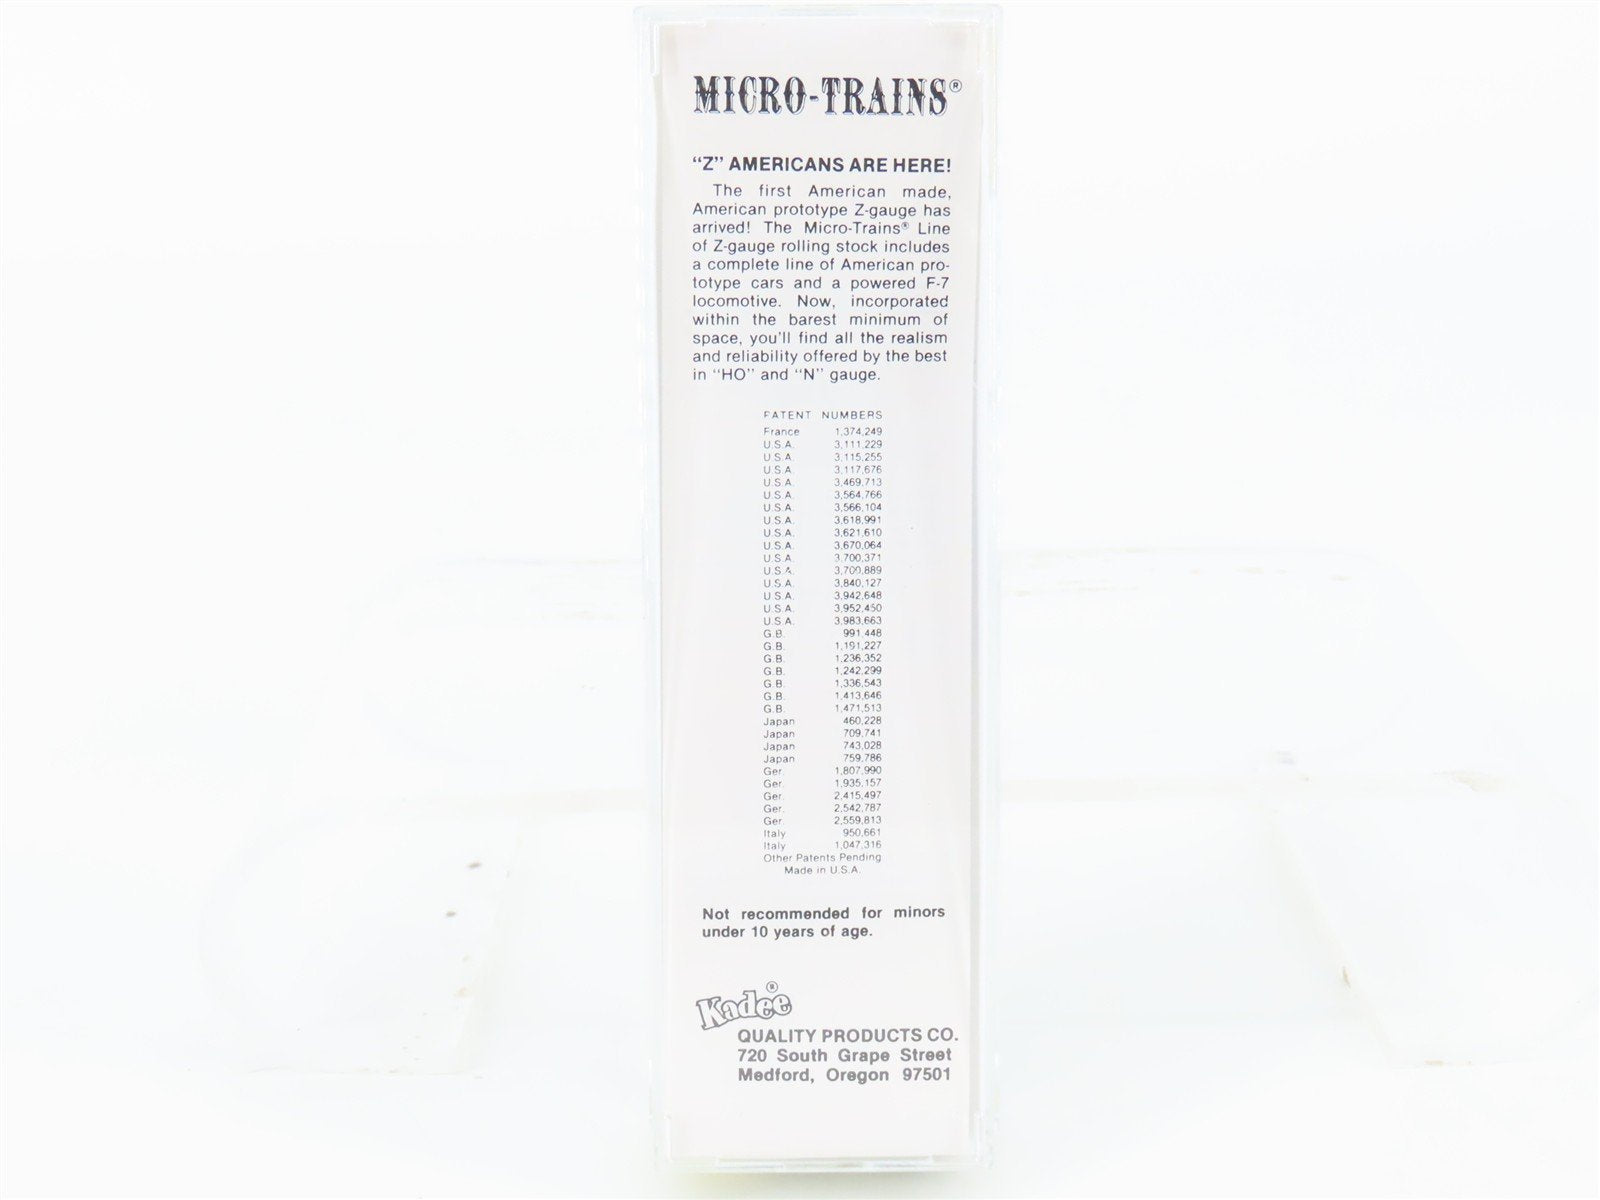 MICRO-TRAINS®
"Z" AMERICANS ARE HERE!
The first American made,
American prototype Z-gauge has
arrived! The Micro-Trains® Line
of Z-gauge rolling stock includes
a complete line of American pro-
totype cars and a powered F-7
locomotive. Now, incorporated
within the barest minimum of
space, you'll find all the realism
and reliability offered by the best
in "HO" and "N" gauge.
PATENT NUMBERS
France 1,374,249
U.S.A. 3,111,229
U.S.A. 3,115,255
U.S.A. 3,117,676
U.S.A. 3,469,713
U.S.A. 3,564,766
U.S.A. 3,566,104
U.S.A. 3,618,991
U.S.A. 3,621,610
U.S.A. 3,670,064
U.S.A. 3,700,371
U.S.A. 3,700,889
U.S.A. 3,840,127
U.S.A. 3,942,648
U.S.A. 3,952,450
U.S.A. 3,983,663
G.B. 991,448
G.B. 1,191,227
G.B. 1,236,352
G.B. 1,242,299
G.B. 1,336,543
G.B. 1,413,646
G.B. 1,471,513
Japan 460,228
Japan 709,741
Japan 743,028
Japan 759,786
Ger. 1,807,990
Ger. 1,935,157
Ger. 2,415,497
Ger. 2,542,787
Ger. 2,559,813
Italy 950,661
Italy 1,047,316
Other Patents Pending
Made in U.S.A.
Not recommended for minors
under 10 years of age.
Kadee®
QUALITY PRODUCTS CO.
720 South Grape Street
Medford, Oregon 97501